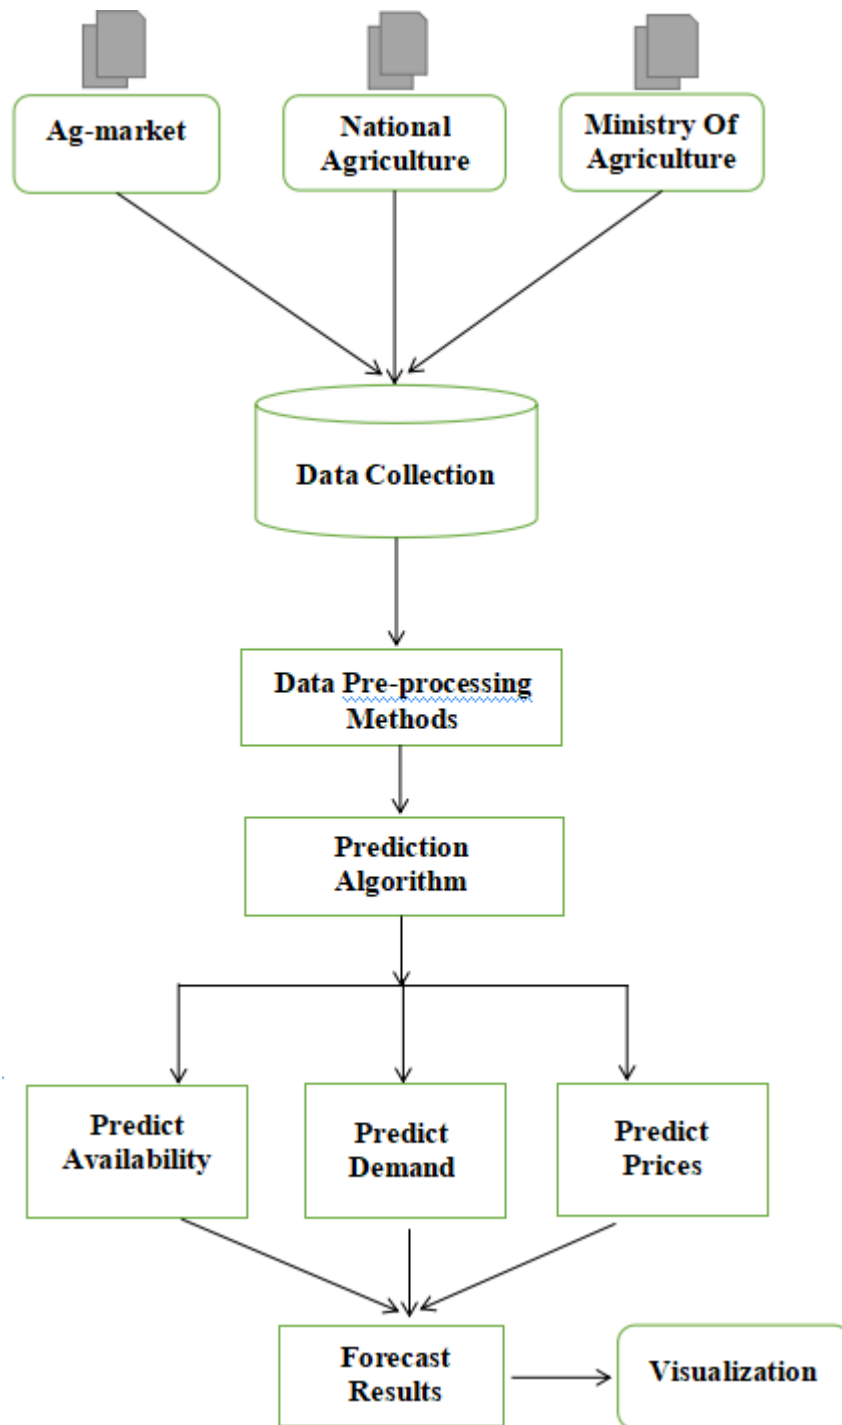 Ag-market
National
Agriculture
Ministry Of
Agriculture
Data Collection
Data Pre-processing
Methods
Prediction
Algorithm
Predict
Availability
Predict
Demand
Predict
Prices
Forecast
Results
Visualization